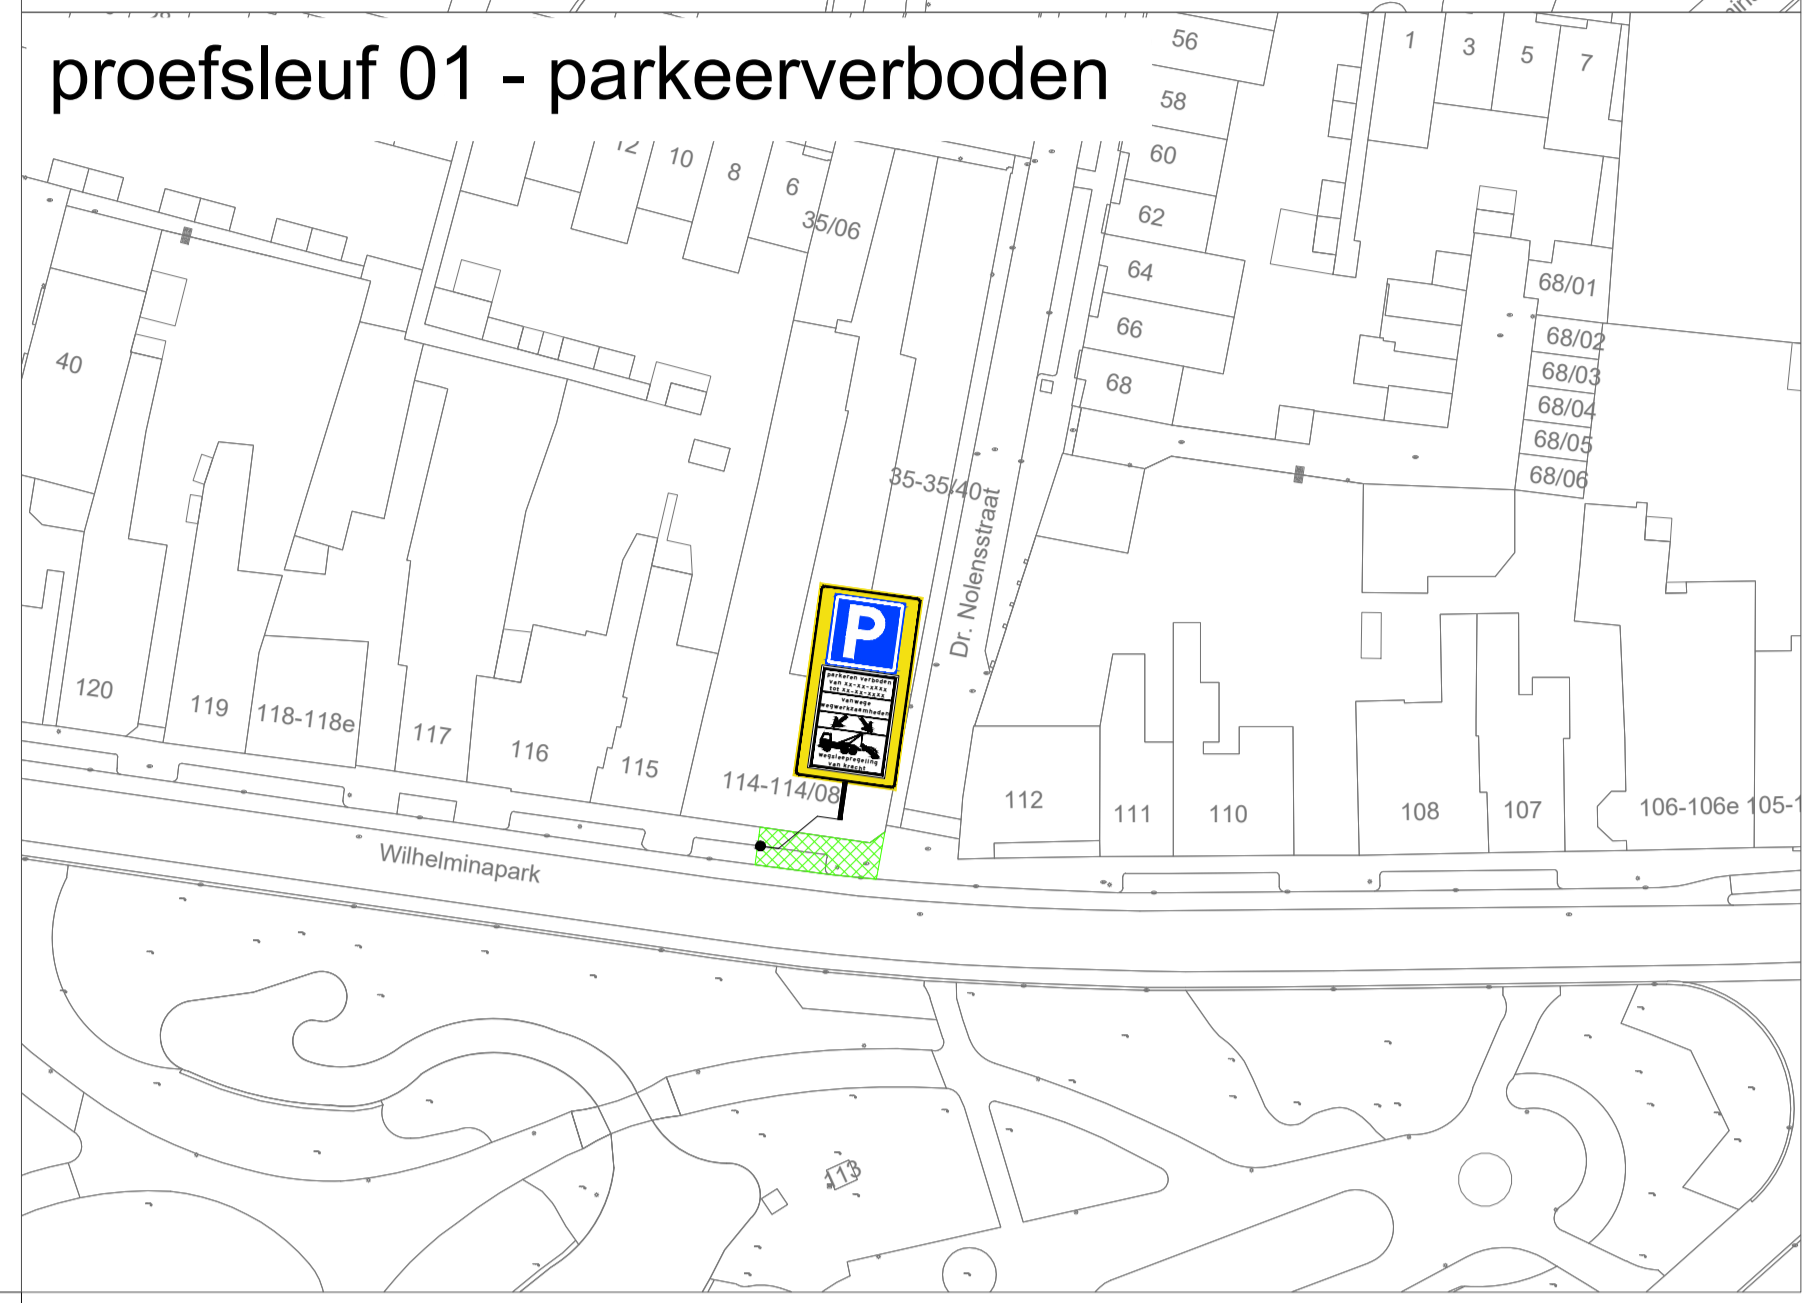 proefsleuf 01 - parkeerverboden
56
1
3
5
7
58
12
10
8
6
60
35/06
62
64
68/01
66
68/02
40
68
68/03
68/04
68/05
35-35/40
68/06
Dr. Nolensstraat
P
parkeren verboden
van xx-xx-xxxx
tot xx-xx-xxxx
vanwege
wegwerkzaamheden
wegsleepregeling
van kracht
120
119
118-118e
117
116
115
114-114/08
112
111
110
108
107
106-106e
105-1
Wilhelminapark
113